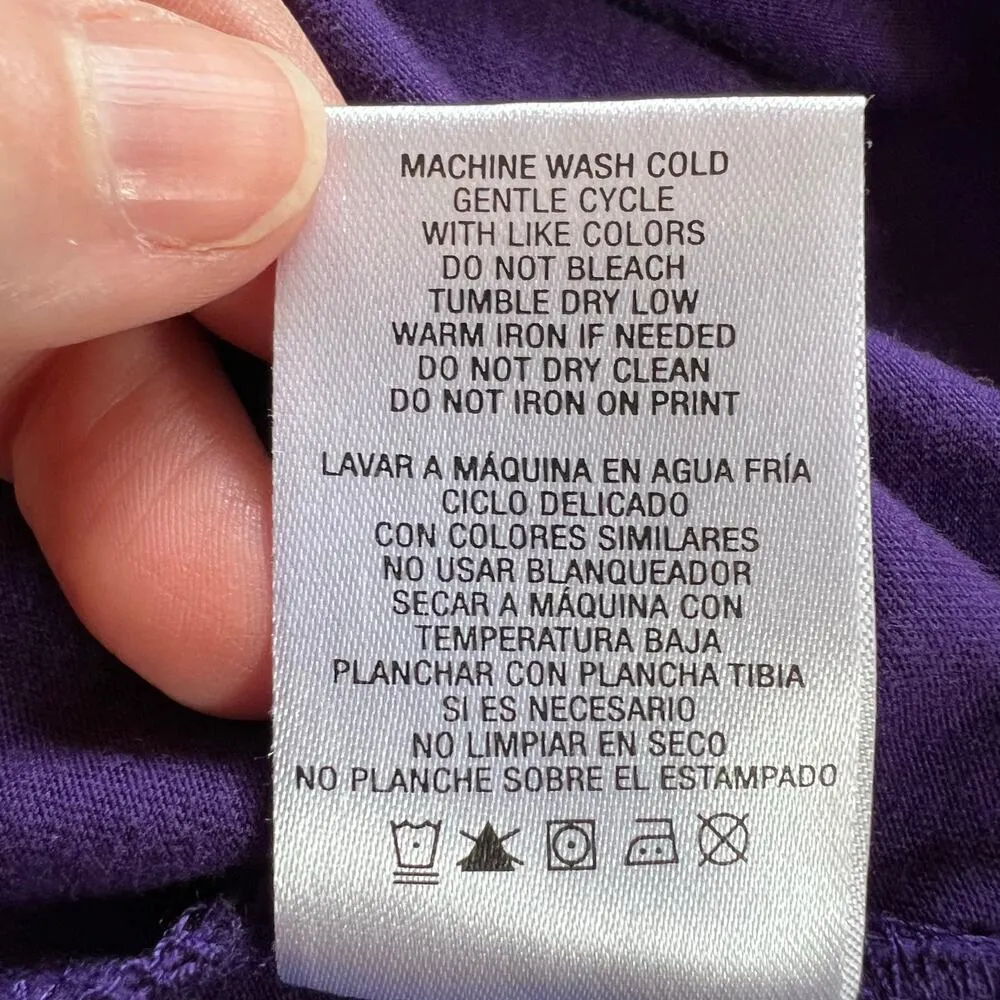 MACHINE WASH COLD
GENTLE CYCLE
WITH LIKE COLORS
DO NOT BLEACH
TUMBLE DRY LOW
WARM IRON IF NEEDED
DO NOT DRY CLEAN
DO NOT IRON ON PRINT
LAVAR A MÁQUINA EN AGUA FRÍA
CICLO DELICADO
CON COLORES SIMILARES
NO USAR BLANQUEADOR
SECAR A MÁQUINA CON
TEMPERATURA BAJA
PLANCHAR CON PLANCHA TIBIA
SI ES NECESARIO
NO LIMPIAR EN SECO
NO PLANCHE SOBRE EL ESTAMPADO